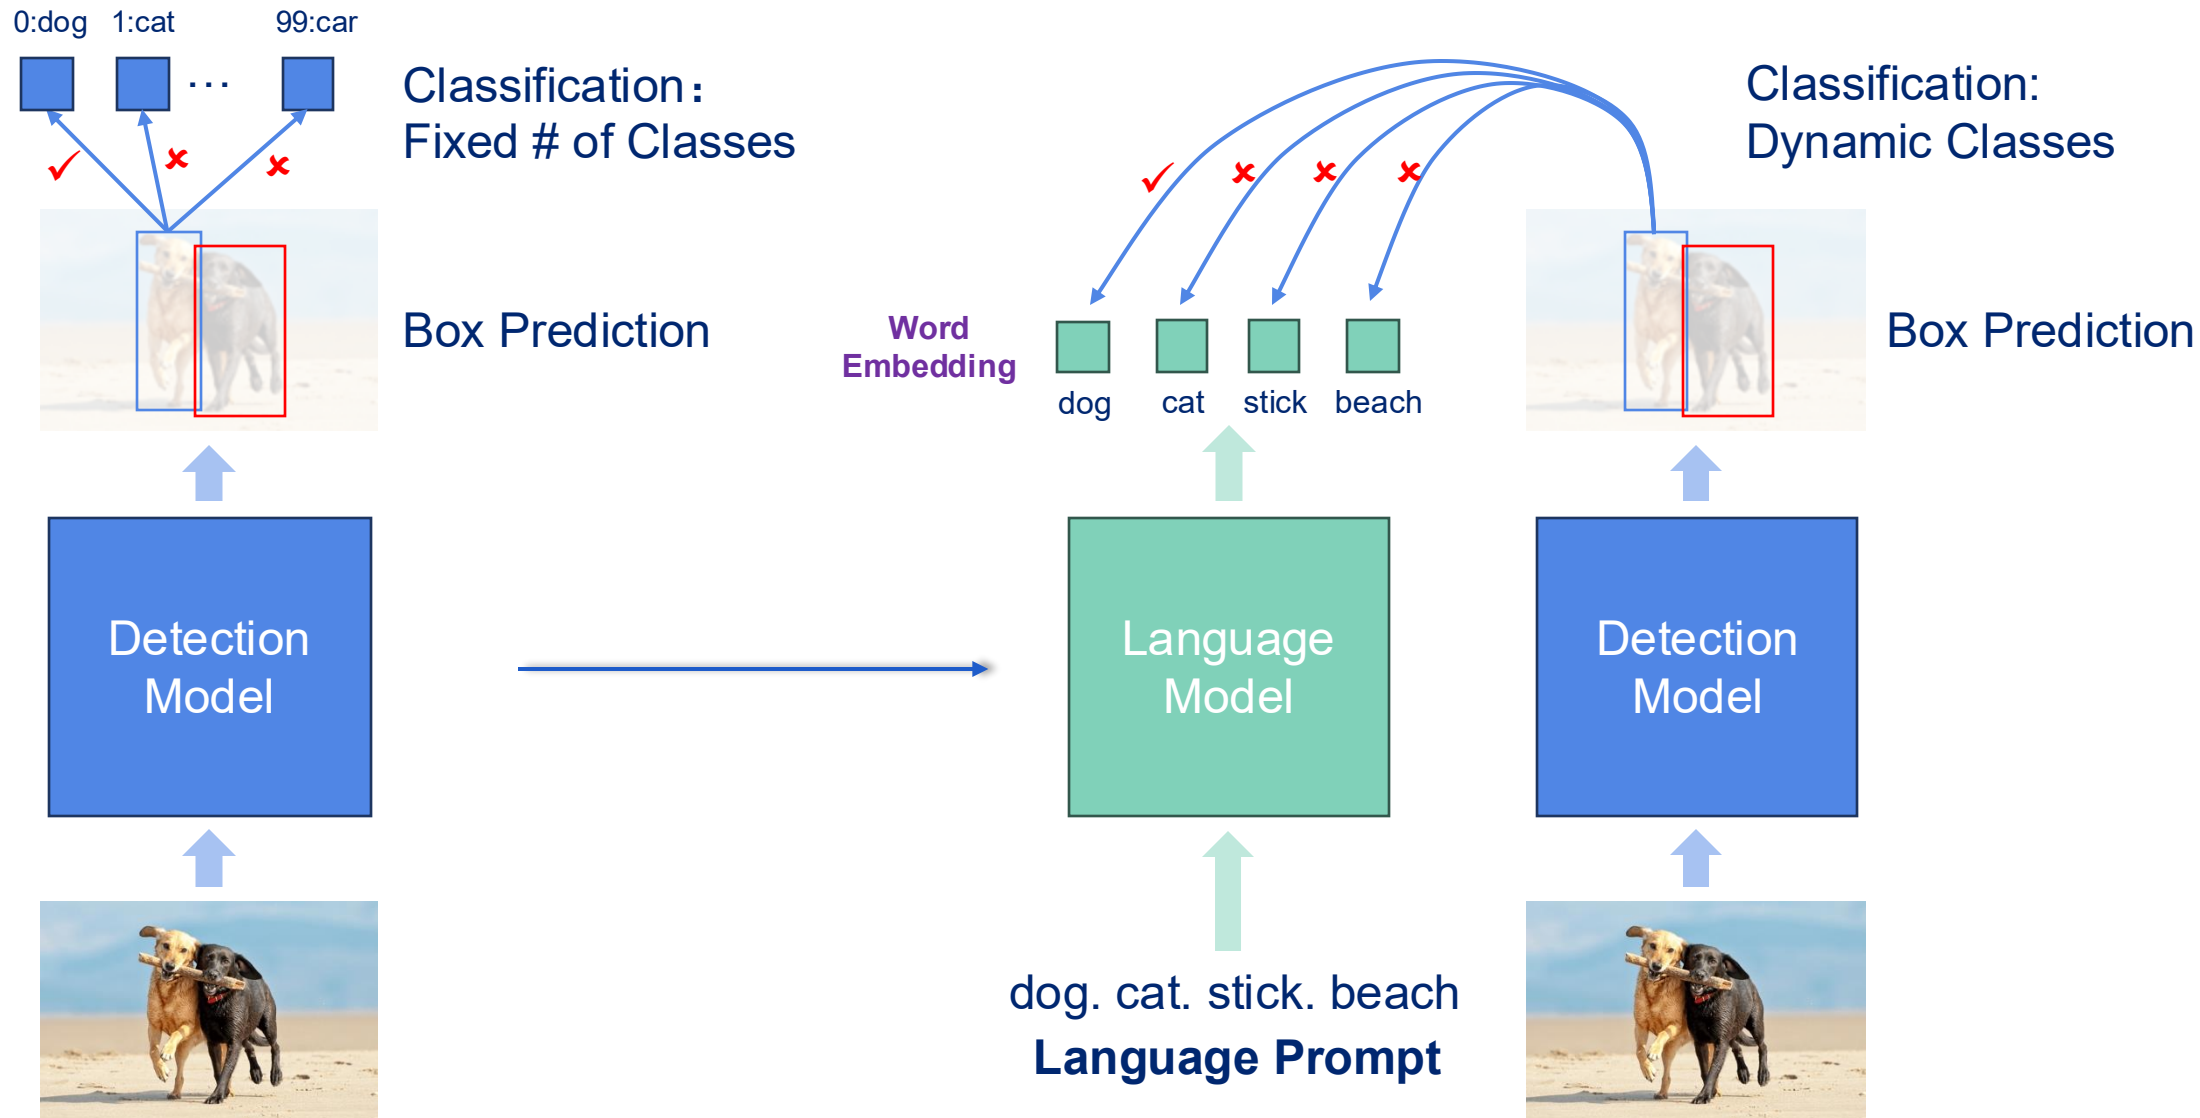 0:dog 1:cat ... 99:car
Classification:
Fixed # of Classes
Box Prediction
Detection
Model
Classification:
Dynamic Classes
Word
Embedding
dog cat stick beach
Box Prediction
Language
Model
Detection
Model
dog. cat. stick. beach
Language Prompt